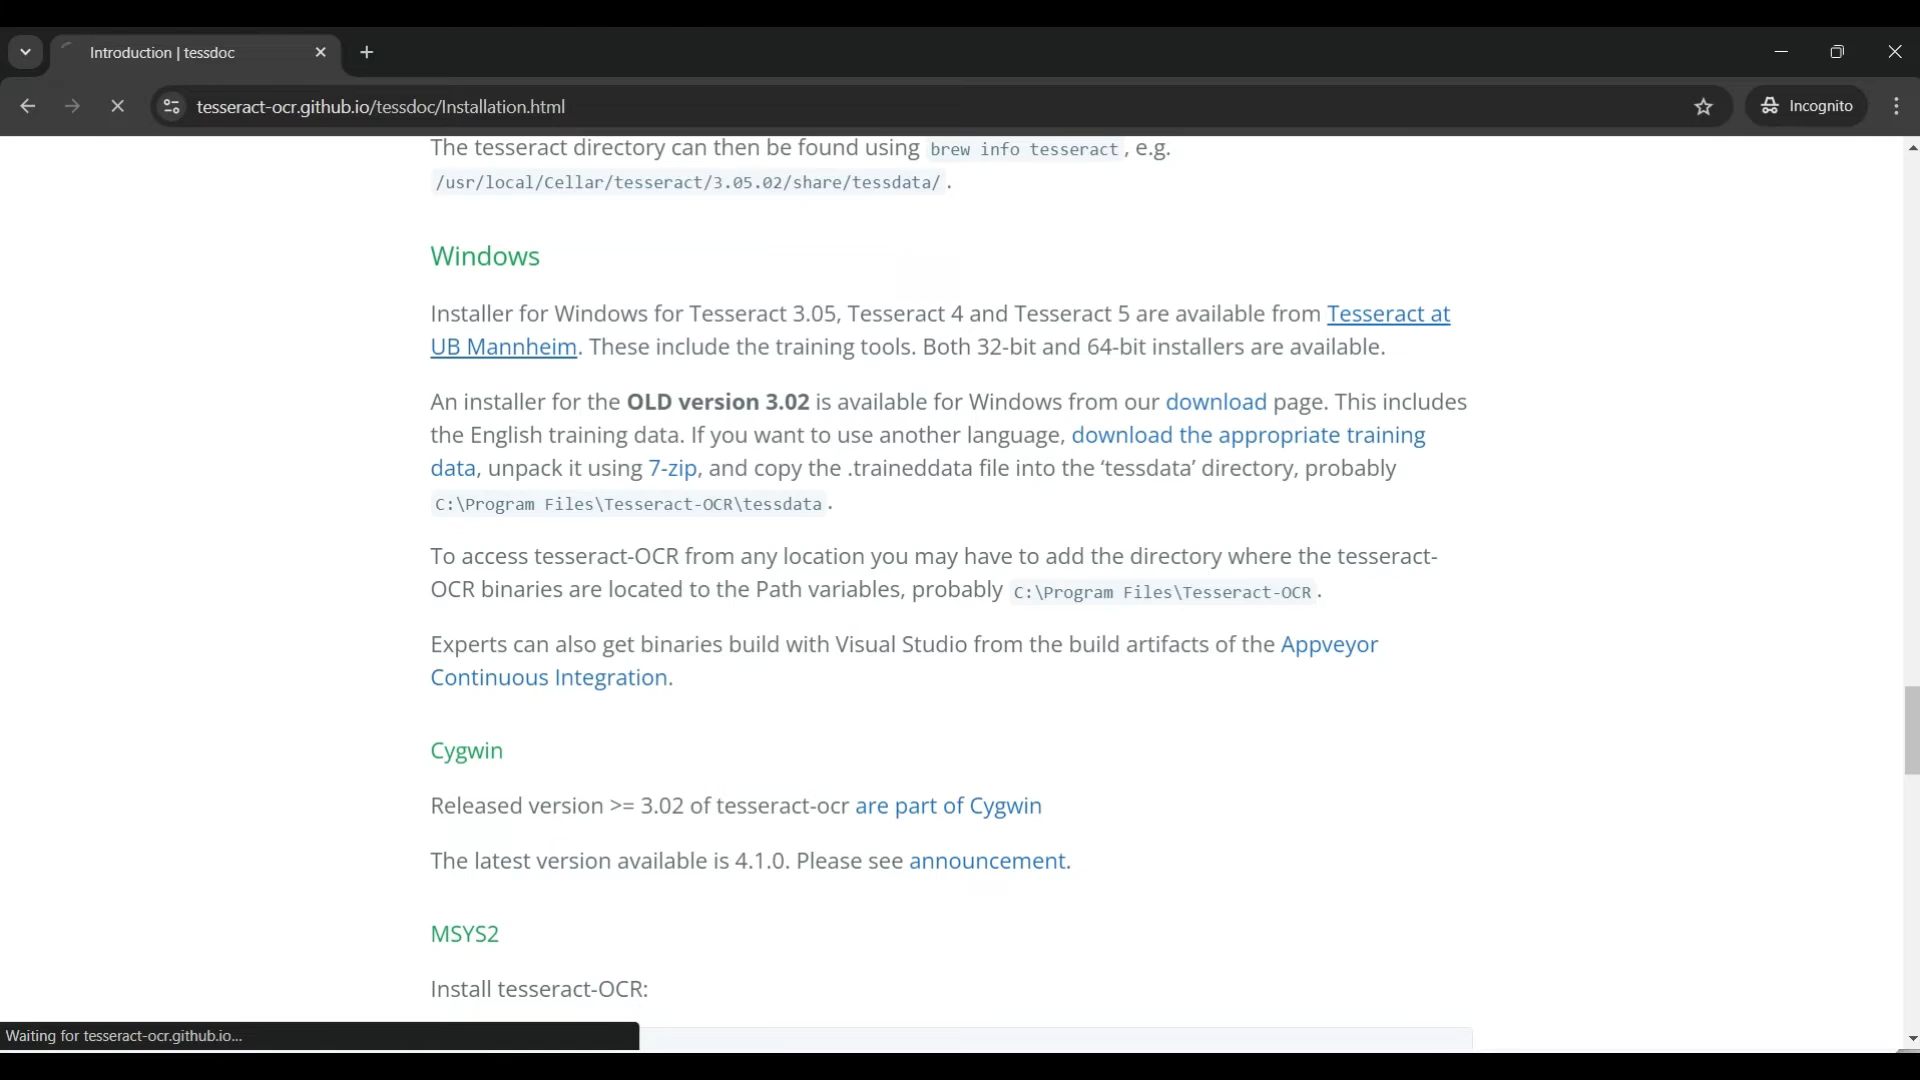 Introduction | tessdoc
tesseract-ocr.github.io/tessdoc/Installation.html
Incognito
The tesseract directory can then be found using brew info tesseract, e.g.
/usr/local/Cellar/tesseract/3.05.02/share/tessdata/.
Windows
Installer for Windows for Tesseract 3.05, Tesseract 4 and Tesseract 5 are available from Tesseract at
UB Mannheim. These include the training tools. Both 32-bit and 64-bit installers are available.
An installer for the OLD version 3.02 is available for Windows from our download page. This includes
the English training data. If you want to use another language, download the appropriate training
data, unpack it using 7-zip, and copy the .traineddata file into the ‘tessdata’ directory, probably
C:\Program Files\Tesseract-OCR\tessdata.
To access tesseract-OCR from any location you may have to add the directory where the tesseract-
OCR binaries are located to the Path variables, probably C:\Program Files\Tesseract-OCR.
Experts can also get binaries build with Visual Studio from the build artifacts of the Appveyor
Continuous Integration.
Cygwin
Released version >= 3.02 of tesseract-ocr are part of Cygwin
The latest version available is 4.1.0. Please see announcement.
MSYS2
Install tesseract-OCR:
Waiting for tesseract-ocr.github.io...